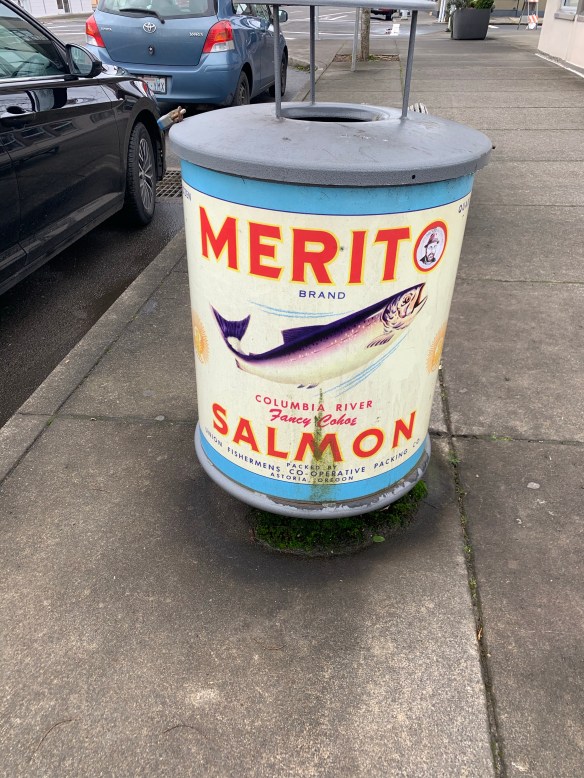 MERITO
BRAND
COLUMBIA RIVER
Fancy Cohoe
SALMON
PACKED BY
UNION FISHERMENS CO-OPERATIVE PACKING CO.
ASTORIA, OREGON